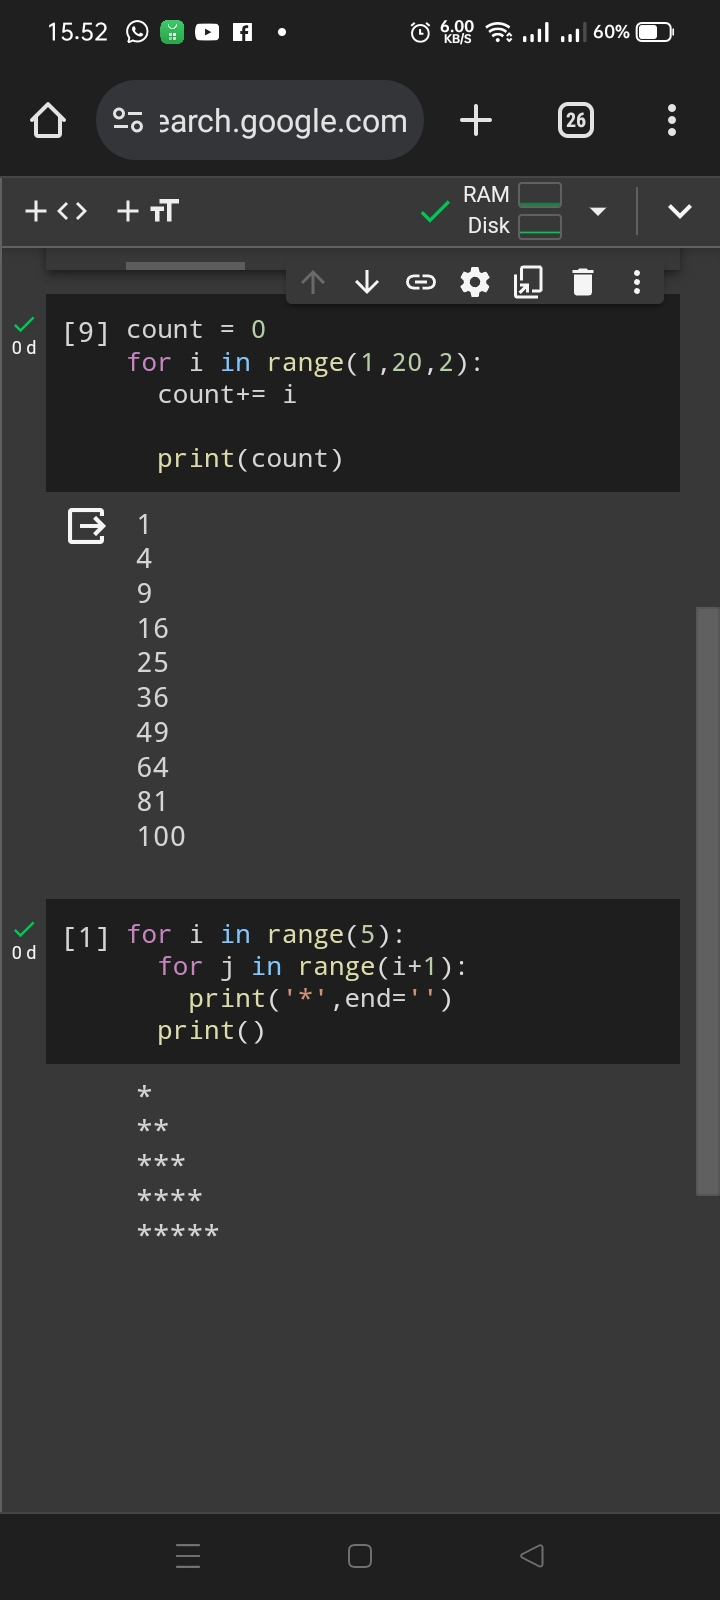 15.52 6.00 KB/S 60%
earch.google.com 26
RAM
Disk
[9] count = 0
for i in range(1,20,2):
  count+= i
  print(count)
0 d
1
4
9
16
25
36
49
64
81
100
[1] for i in range(5):
  for j in range(i+1):
    print('*',end='')
  print()
0 d
*
**
***
****
*****